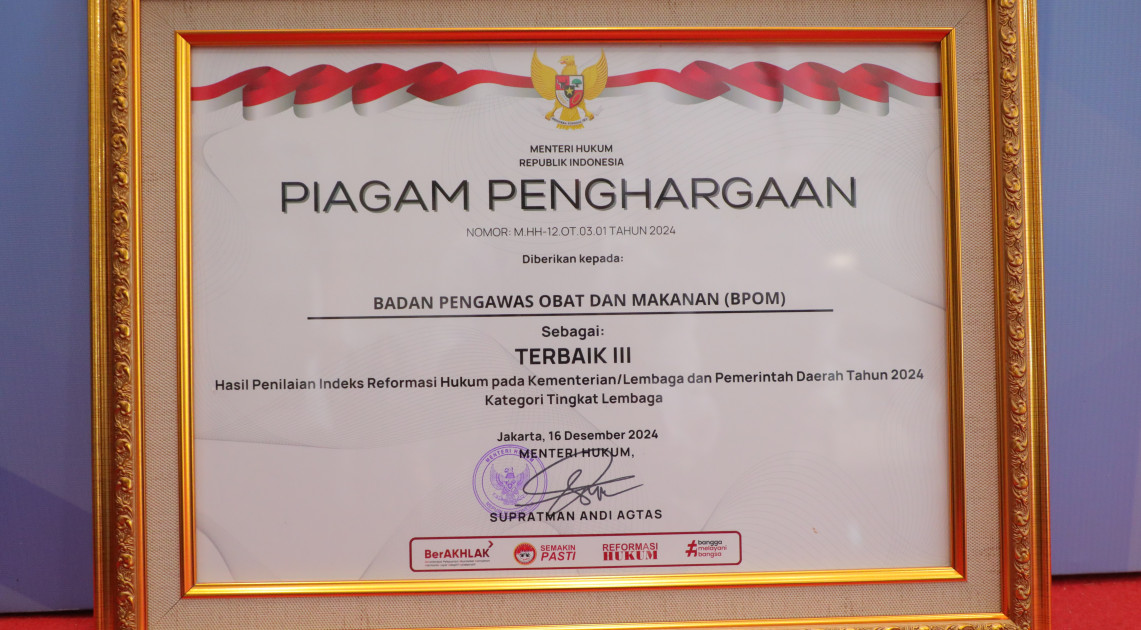 MENTERI HUKUM
REPUBLIK INDONESIA
PIAGAM PENGHARGAAN
NOMOR: M.HH-12.OT.03.01 TAHUN 2024
Diberikan kepada:
BADAN PENGAWAS OBAT DAN MAKANAN (BPOM)
Sebagai:
TERBAIK III
Hasil Penilaian Indeks Reformasi Hukum pada Kementerian/Lembaga dan Pemerintah Daerah Tahun 2024
Kategori Tingkat Lembaga
Jakarta, 16 Desember 2024
MENTERI HUKUM,
MENTERI HUKUM
SUPRATMAN ANDI AGTAS
BerAKHLAK
SEMAKIN
PASTI
REFORMASI
HUKUM
#bangga
melayani
bangsa